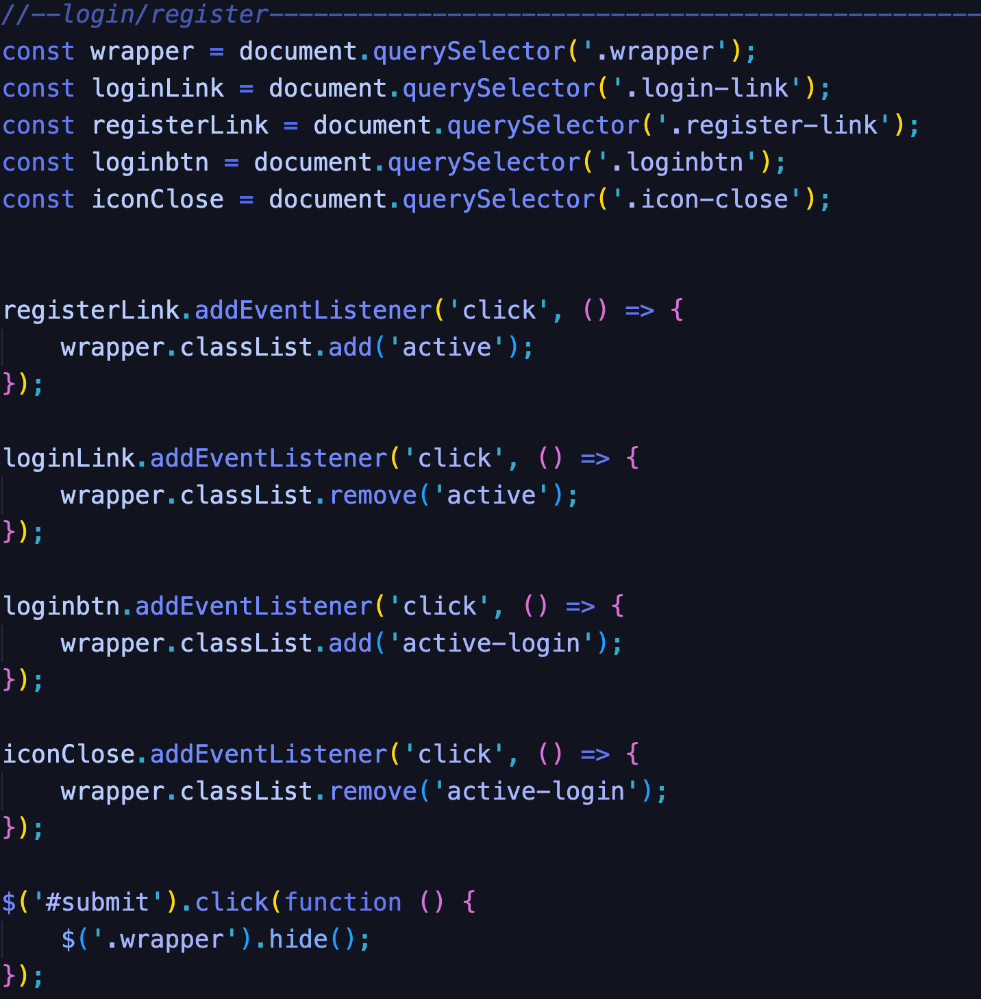 //--login/register------------------------------------------------
const wrapper = document.querySelector('.wrapper');
const loginLink = document.querySelector('.login-link');
const registerLink = document.querySelector('.register-link');
const loginbtn = document.querySelector('.loginbtn');
const iconClose = document.querySelector('.icon-close');
registerLink.addEventListener('click', () => {
    wrapper.classList.add('active');
});
loginLink.addEventListener('click', () => {
    wrapper.classList.remove('active');
});
loginbtn.addEventListener('click', () => {
    wrapper.classList.add('active-login');
});
iconClose.addEventListener('click', () => {
    wrapper.classList.remove('active-login');
});
$('#submit').click(function () {
    $('.wrapper').hide();
});